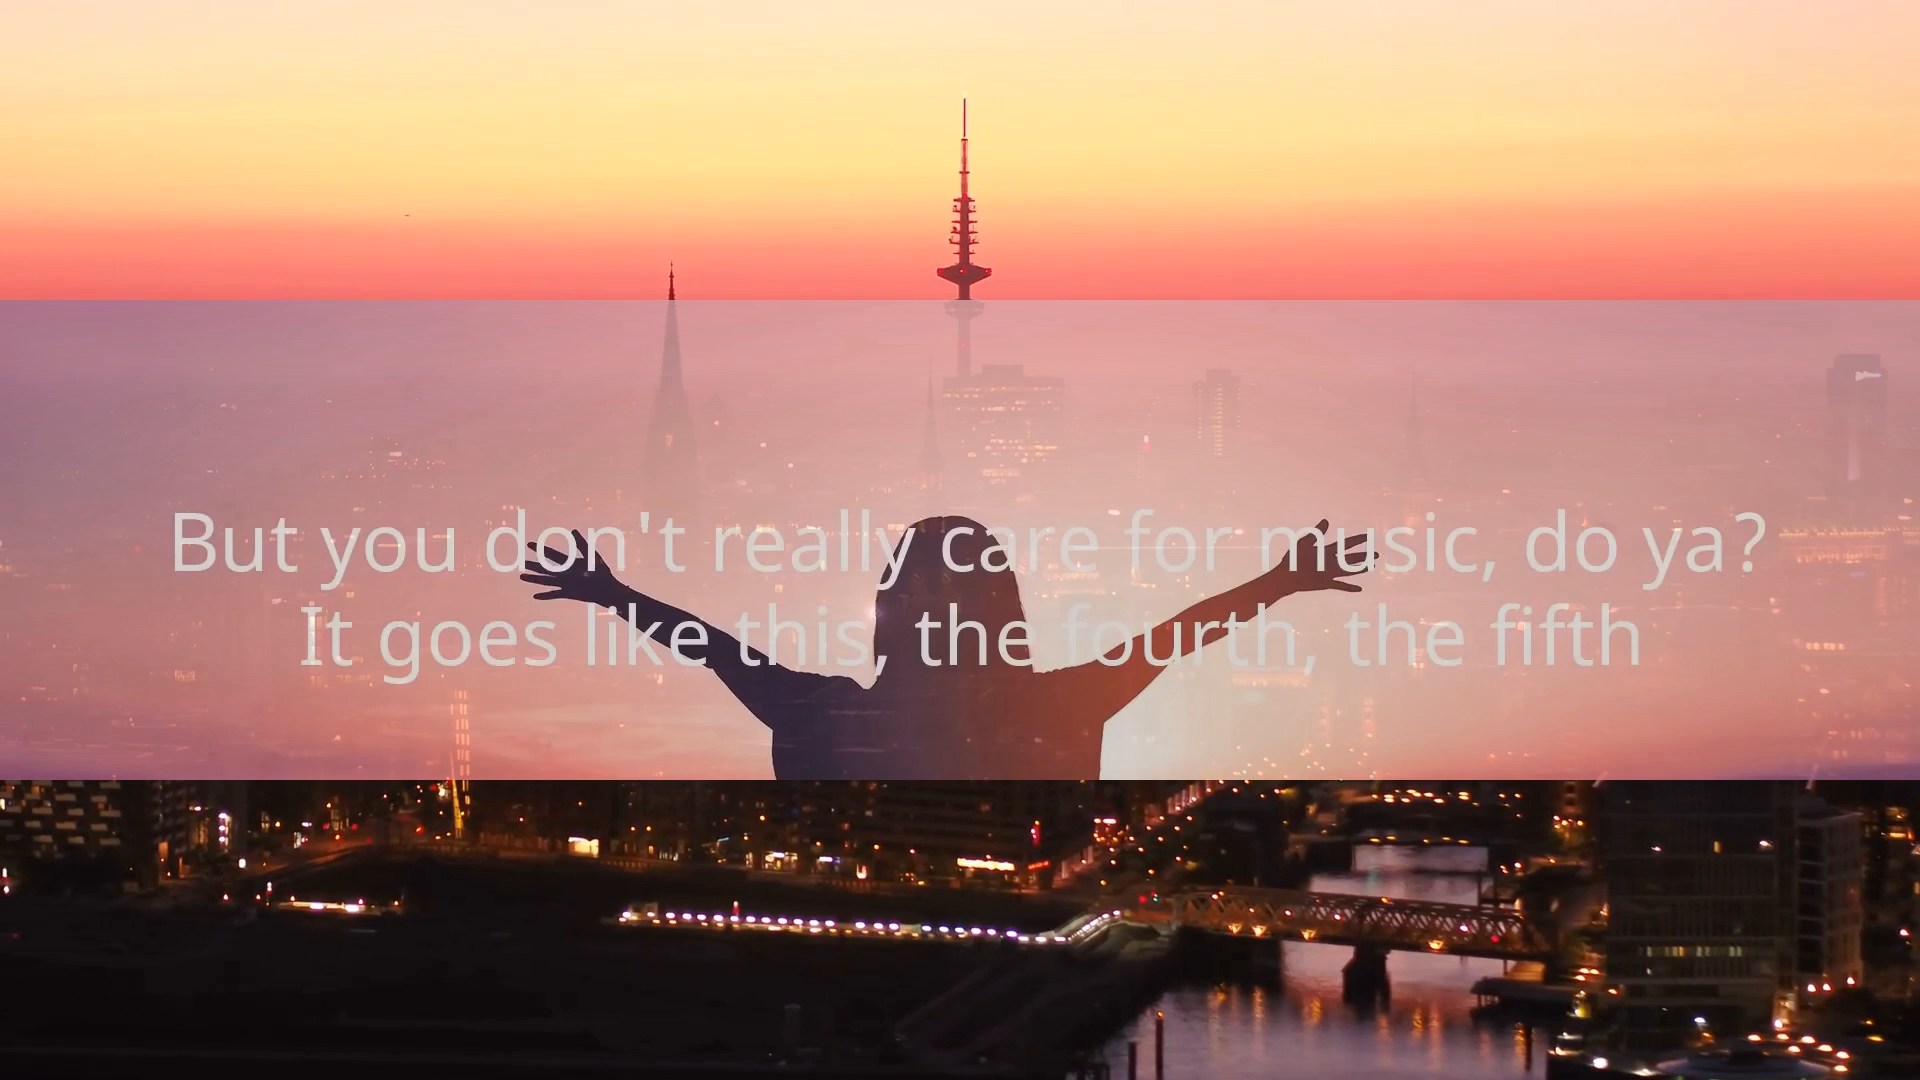 But you don't really care for music, do ya?
It goes like this, the fourth, the fifth